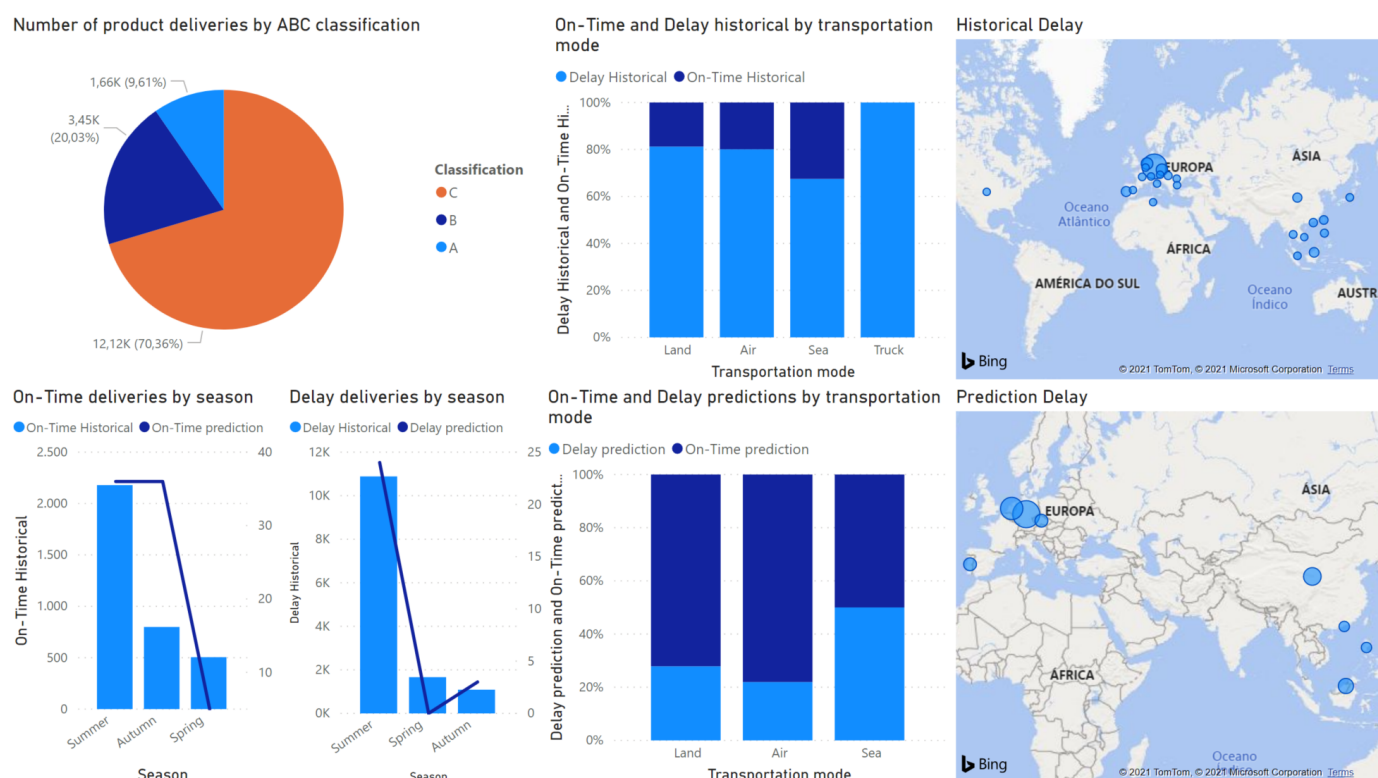 Number of product deliveries by ABC classification
1,66K (9,61%)
3,45K
(20,03%)
12,12K (70,36%)
Classification
C
B
A
On-Time and Delay historical by transportation
mode
Delay Historical On-Time Historical
Delay Historical and On-Time Hi...
100%
80%
60%
40%
20%
0%
Land Air Sea Truck
Transportation mode
Historical Delay
EUROPA
ÁSIA
Oceano
Atlântico
ÁFRICA
AMÉRICA DO SUL
Oceano
Índico
AUSTR
Bing
© 2021 TomTom, © 2021 Microsoft Corporation Terms
On-Time deliveries by season
On-Time Historical On-Time prediction
On-Time Historical
2.500
2.000
1.500
1.000
500
0
40
30
20
10
Summer Autumn Spring
Season
Delay deliveries by season
Delay Historical Delay prediction
Delay Historical
12K
10K
8K
6K
4K
2K
0K
25
20
15
10
5
0
Summer Spring Autumn
Season
On-Time and Delay predictions by transportation
mode
Delay prediction On-Time prediction
Delay prediction and On-Time predict...
100%
80%
60%
40%
20%
0%
Land Air Sea
Transportation mode
Prediction Delay
ÁSIA
EUROPA
ÁFRICA
Oceano
Índico
Bing
© 2021 TomTom, © 2021 Microsoft Corporation Terms